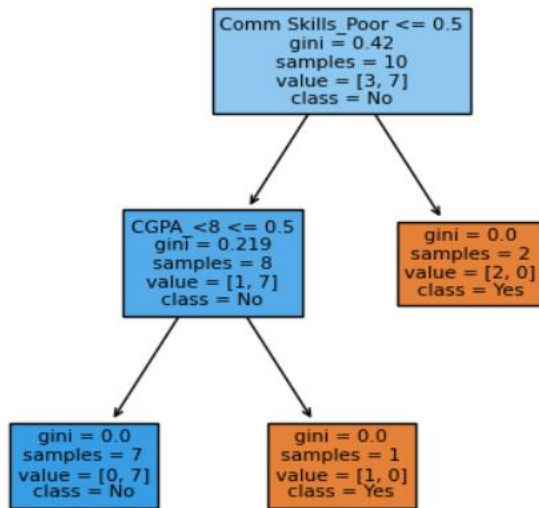 Comm Skills_Poor <= 0.5
gini = 0.42
samples = 10
value = [3, 7]
class = No
CGPA_<8 <= 0.5
gini = 0.219
samples = 8
value = [1, 7]
class = No
gini = 0.0
samples = 2
value = [2, 0]
class = Yes
gini = 0.0
samples = 7
value = [0, 7]
class = No
gini = 0.0
samples = 1
value = [1, 0]
class = Yes